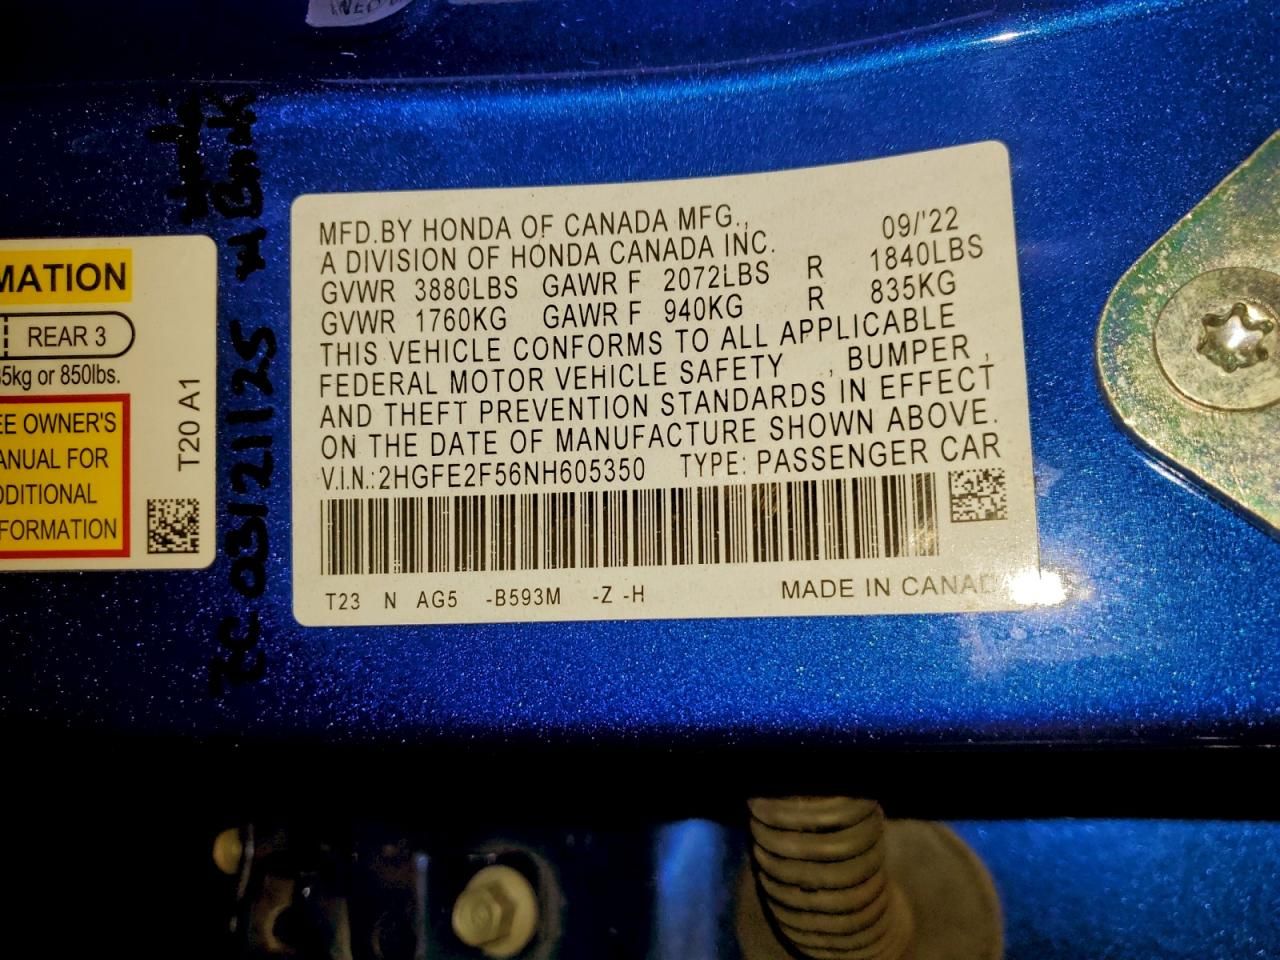 MATION
REAR 3
85kg or 850lbs.
EE OWNER'S
ANUAL FOR
DDITIONAL
FORMATION
T20 A1
MFD.BY HONDA OF CANADA MFG., 09/'22
A DIVISION OF HONDA CANADA INC.
GVWR 3880LBS GAWR F 2072LBS R 1840LBS
GVWR 1760KG GAWR F 940KG R 835KG
THIS VEHICLE CONFORMS TO ALL APPLICABLE
FEDERAL MOTOR VEHICLE SAFETY , BUMPER ,
AND THEFT PREVENTION STANDARDS IN EFFECT
ON THE DATE OF MANUFACTURE SHOWN ABOVE.
V.I.N.:2HGFE2F56NH605350 TYPE: PASSENGER CAR
T23 N AG5 -B593M -Z -H MADE IN CANAD